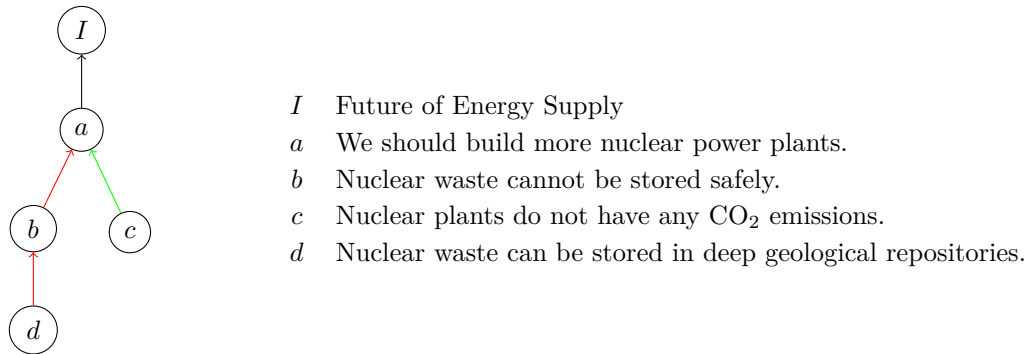 I
a
b
c
d
I Future of Energy Supply
a We should build more nuclear power plants.
b Nuclear waste cannot be stored safely.
c Nuclear plants do not have any CO₂ emissions.
d Nuclear waste can be stored in deep geological repositories.